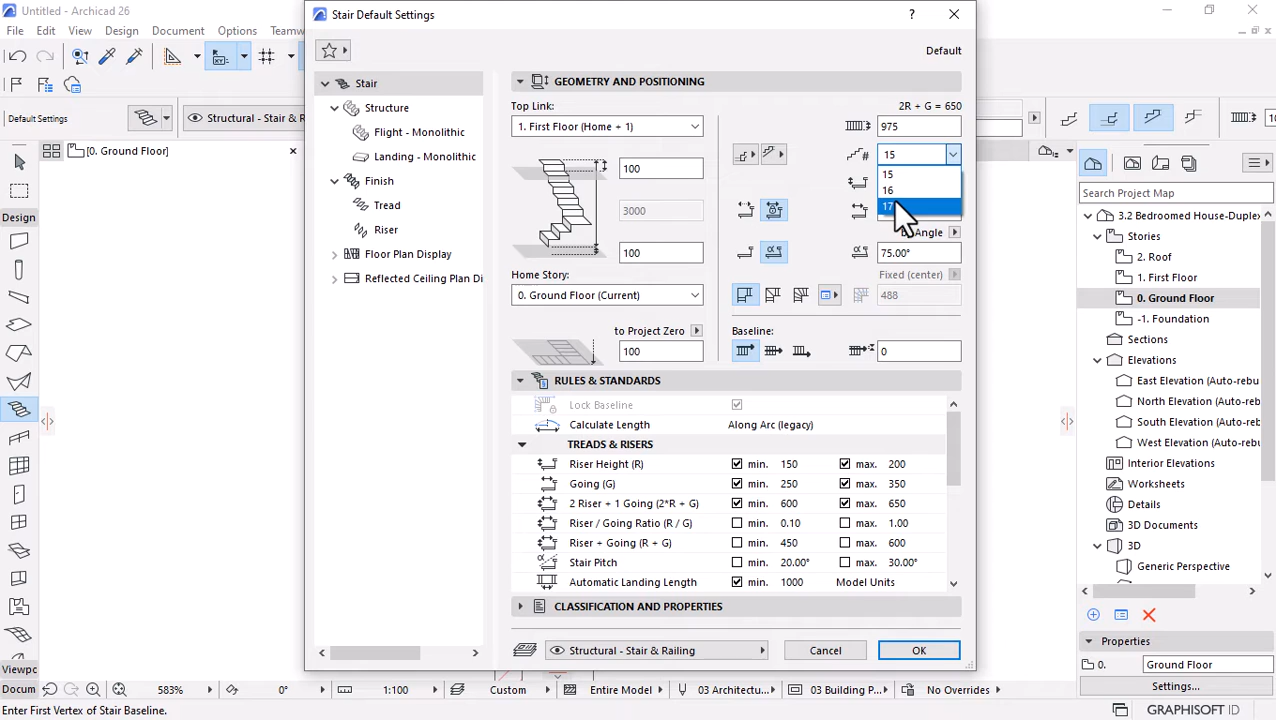 Untitled - Archicad 26
File
Edit
View
Design
Document
Options
Teamw
Default Settings
Structural - Stair & R
[0. Ground Floor]
Design
Viewpc
Docum
Stair Default Settings
Default
Stair
Structure
Flight - Monolithic
Landing - Monolithic
Finish
Tread
Riser
Floor Plan Display
Reflected Ceiling Plan Di
GEOMETRY AND POSITIONING
Top Link:
1. First Floor (Home + 1)
100
3000
100
Home Story:
0. Ground Floor (Current)
to Project Zero
100
2R + G = 650
975
15
15
16
17
Angle
75.00°
Fixed (center)
488
Baseline:
0
RULES & STANDARDS
Lock Baseline
Calculate Length Along Arc (legacy)
TREADS & RISERS
Riser Height (R) min. 150 max. 200
Going (G) min. 250 max. 350
2 Riser + 1 Going (2*R + G) min. 600 max. 650
Riser / Going Ratio (R / G) min. 0.10 max. 1.00
Riser + Going (R + G) min. 450 max. 600
Stair Pitch min. 20.00° max. 30.00°
Automatic Landing Length min. 1000 Model Units
CLASSIFICATION AND PROPERTIES
Structural - Stair & Railing
Cancel
OK
10
Search Project Map
3.2 Bedroomed House-Duplex
Stories
2. Roof
1. First Floor
0. Ground Floor
-1. Foundation
Sections
Elevations
East Elevation (Auto-rebu
North Elevation (Auto-reb
South Elevation (Auto-reb
West Elevation (Auto-rebu
Interior Elevations
Worksheets
Details
3D Documents
3D
Generic Perspective
Properties
0.
Ground Floor
Settings...
583%
0°
1:100
Custom
Entire Model
03 Architectu...
03 Building P...
No Overrides
Enter First Vertex of Stair Baseline.
GRAPHISOFT ID